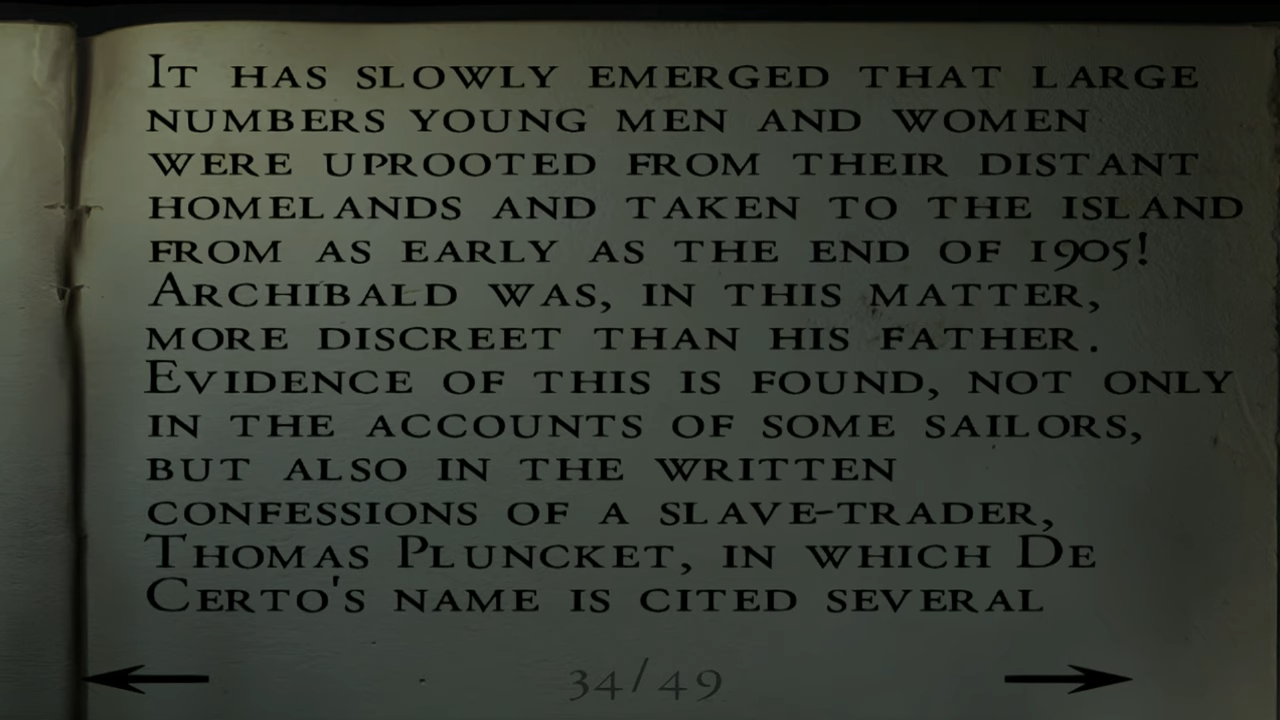 It has slowly emerged that large
numbers young men and women
were uprooted from their distant
homelands and taken to the island
from as early as the end of 1905!
Archibald was, in this matter,
more discreet than his father.
Evidence of this is found, not only
in the accounts of some sailors,
but also in the written
confessions of a slave-trader,
Thomas Pluncket, in which De
Certo's name is cited several
34/49